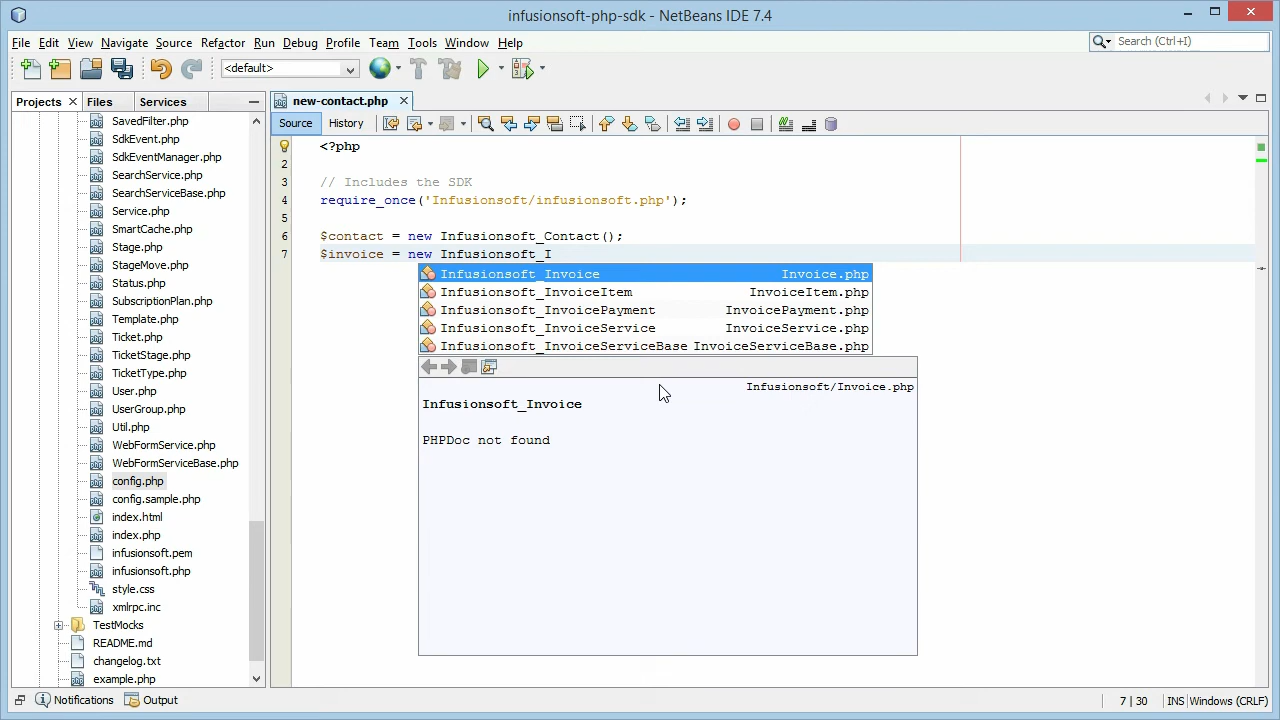 infusionsoft-php-sdk - NetBeans IDE 7.4
File Edit View Navigate Source Refactor Run Debug Profile Team Tools Window Help
Search (Ctrl+I)
<default>
Projects Files Services
new-contact.php
Source History
SavedFilter.php
SdkEvent.php
SdkEventManager.php
SearchService.php
SearchServiceBase.php
Service.php
SmartCache.php
Stage.php
StageMove.php
Status.php
SubscriptionPlan.php
Template.php
Ticket.php
TicketStage.php
TicketType.php
User.php
UserGroup.php
Util.php
WebFormService.php
WebFormServiceBase.php
config.php
config.sample.php
index.html
index.php
infusionsoft.pem
infusionsoft.php
style.css
xmlrpc.inc
TestMocks
README.md
changelog.txt
example.php
<?php
2
3 // Includes the SDK
4 require_once('Infusionsoft/infusionsoft.php');
5
6 $contact = new Infusionsoft_Contact();
7 $invoice = new Infusionsoft_I
Infusionsoft_Invoice Invoice.php
Infusionsoft_InvoiceItem InvoiceItem.php
Infusionsoft_InvoicePayment InvoicePayment.php
Infusionsoft_InvoiceService InvoiceService.php
Infusionsoft_InvoiceServiceBase InvoiceServiceBase.php
Infusionsoft/Invoice.php
Infusionsoft_Invoice
PHPDoc not found
Notifications Output
7 | 30 INS Windows (CRLF)